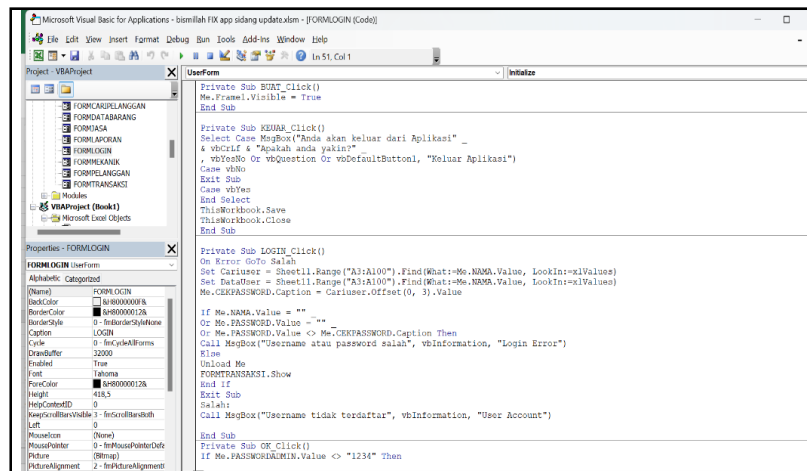 Microsoft Visual Basic for Applications - bismillah FIX app sidang update.xlsm - [FORMLOGIN (Code)]
File Edit View Insert Format Debug Run Tools Add-Ins Window Help
Ln 51, Col 1
Project - VBAProject
FORMCARIPELANGGAN
FORMDATABARANG
FORMJASA
FORMLAPORAN
FORMLOGIN
FORMMEKANIK
FORMPELANGGAN
FORMTRANSAKSI
Modules
VBAProject (Book1)
Microsoft Excel Objects
Properties - FORMLOGIN
FORMLOGIN UserForm
Alphabetic Categorized
(Name) FORMLOGIN
BackColor &H8000000F&
BorderColor &H80000012&
BorderStyle 0 - fmBorderStyleNone
Caption LOGIN
Cycle 0 - fmCycleAllForms
DrawBuffer 32000
Enabled True
Font Tahoma
ForeColor &H80000012&
Height 418,5
HelpContextID 0
KeepScrollBarsVisible 3 - fmScrollBarsBoth
Left 0
MouseIcon (None)
MousePointer 0 - fmMousePointerDefa
Picture (Bitmap)
PictureAlignment 2 - fmPictureAlignment
UserForm
Initialize
Private Sub BUAT_Click()
Me.Frame1.Visible = True
End Sub
Private Sub KEUAR_Click()
Select Case MsgBox("Anda akan keluar dari Aplikasi" _
& vbCrLf & "Apakah anda yakin?" _
, vbYesNo Or vbQuestion Or vbDefaultButton1, "Keluar Aplikasi")
Case vbNo
Exit Sub
Case vbYes
End Select
ThisWorkbook.Save
ThisWorkbook.Close
End Sub
Private Sub LOGIN_Click()
On Error GoTo Salah
Set Cariuser = Sheet11.Range("A3:A100").Find(What:=Me.NAMA.Value, LookIn:=xlValues)
Set DataUser = Sheet11.Range("A3:A100").Find(What:=Me.NAMA.Value, LookIn:=xlValues)
Me.CEKPASSWORD.Caption = Cariuser.Offset(0, 3).Value
If Me.NAMA.Value = "" _
Or Me.PASSWORD.Value = "" _
Or Me.PASSWORD.Value <> Me.CEKPASSWORD.Caption Then
Call MsgBox("Username atau password salah", vbInformation, "Login Error")
Else
Unload Me
FORMTRANSAKSI.Show
End If
Exit Sub
Salah:
Call MsgBox("Username tidak terdaftar", vbInformation, "User Account")
End Sub
Private Sub OK_Click()
If Me.PASSWORDADMIN.Value <> "1234" Then